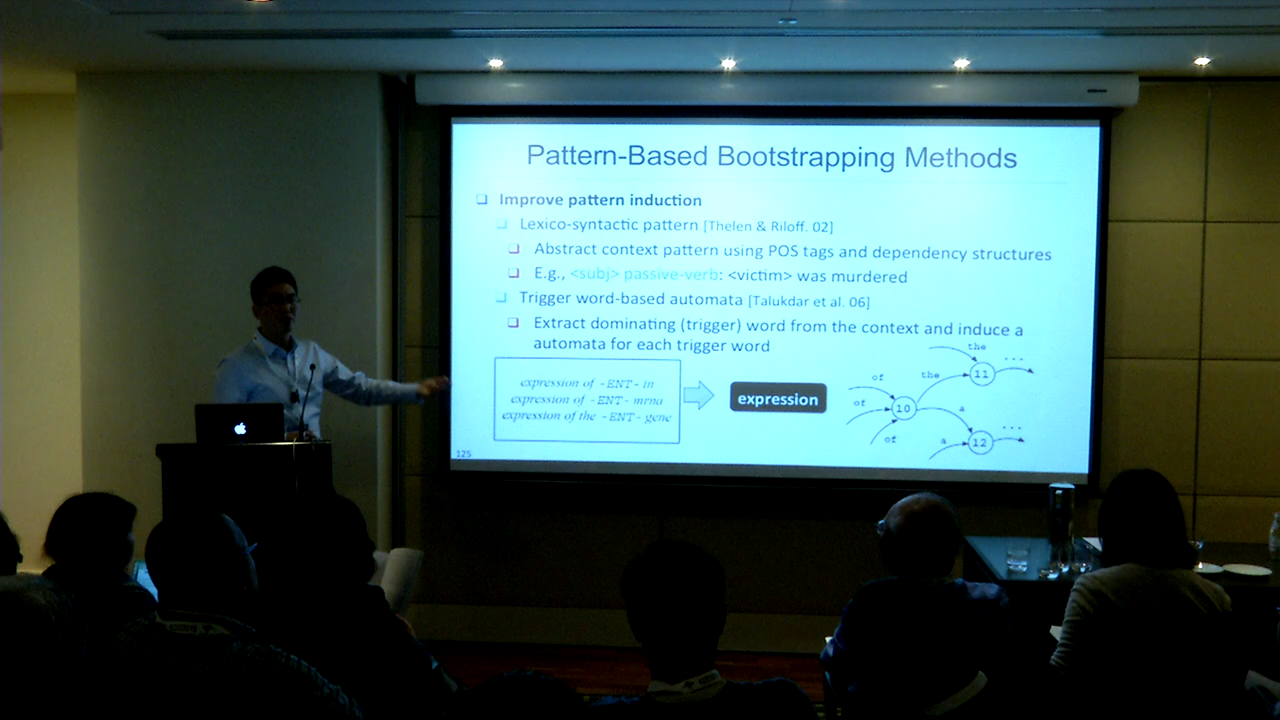 Pattern-Based Bootstrapping Methods
Improve pattern induction
Lexico-syntactic pattern [Thelen & Riloff. 02]
Abstract context pattern using POS tags and dependency structures
E.g., <subj> passive-verb: <victim> was murdered
Trigger word-based automata [Talukdar et al. 06]
Extract dominating (trigger) word from the context and induce a
automata for each trigger word
expression of -ENT- in
expression of -ENT- mrna
expression of the -ENT- gene
expression
the
...
of
the
11
of
10
a
of
a
12
...
125